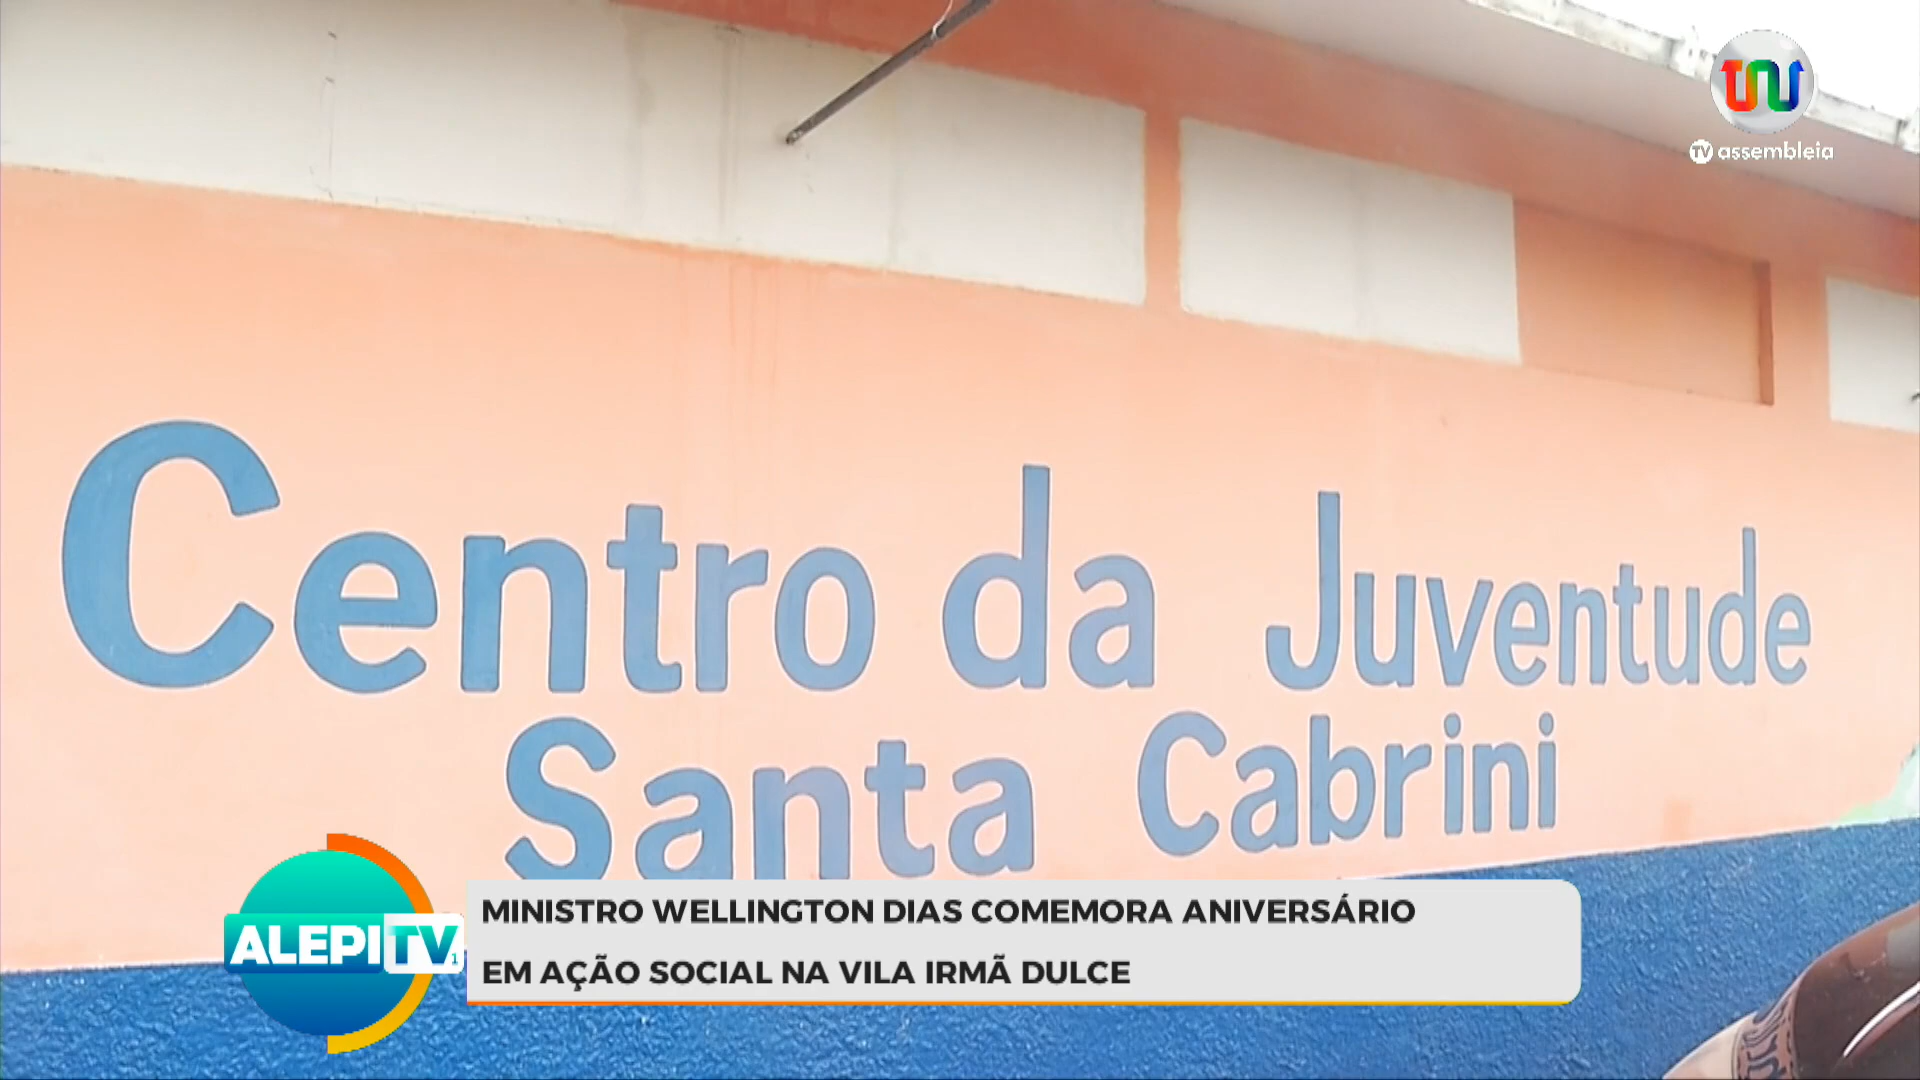 TV assembleia
Centro da Juventude
Santa Cabrini
MINISTRO WELLINGTON DIAS COMEMORA ANIVERSÁRIO
EM AÇÃO SOCIAL NA VILA IRMÃ DULCE
ALEPI TV.1